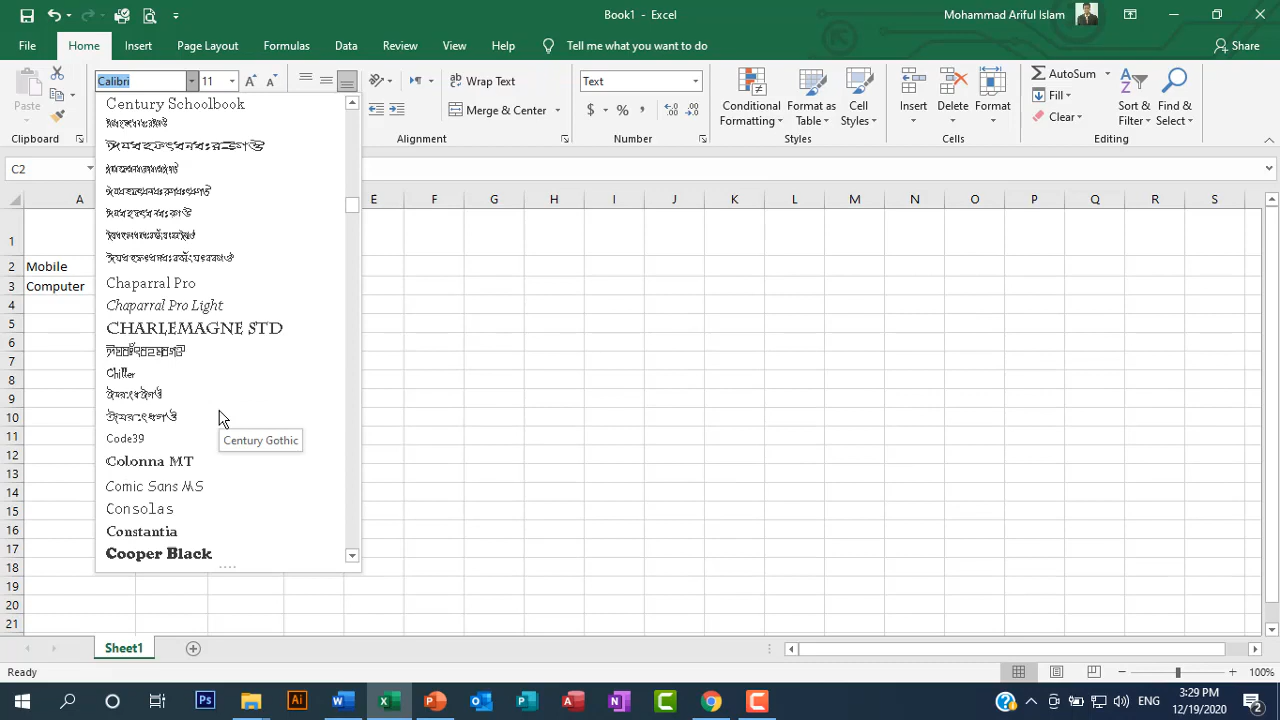 Book1 - Excel
Mohammad Ariful Islam
File
Home
Insert
Page Layout
Formulas
Data
Review
View
Help
Tell me what you want to do
Share
Paste
Clipboard
Calibri
11
Wrap Text
Merge & Center
Alignment
Text
$ % ,
Number
Conditional Formatting
Format as Table
Cell Styles
Styles
Insert
Delete
Format
Cells
AutoSum
Fill
Clear
Sort & Filter
Find & Select
Editing
C2
A E F G H I J K L M N O P Q R S
1
2 Mobile
3 Computer
4
5
6
7
8
9
10
11
12
13
14
15
16
17
18
19
20
21
Century Schoolbook
Chaparral Pro
Chaparral Pro Light
CHARLEMAGNE STD
Chiller
Code39
Century Gothic
Colonna MT
Comic Sans MS
Consolas
Constantia
Cooper Black
Sheet1
Ready
100%
ENG
3:29 PM
12/19/2020
2